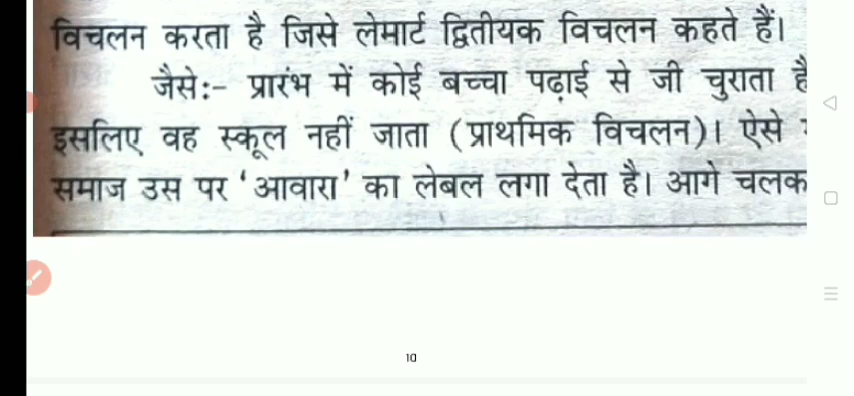 विचलन करता है जिसे लेमार्ट द्वितीयक विचलन कहते हैं।
जैसे:- प्रारंभ में कोई बच्चा पढ़ाई से जी चुराता है
इसलिए वह स्कूल नहीं जाता (प्राथमिक विचलन)। ऐसे
समाज उस पर 'आवारा' का लेबल लगा देता है। आगे
10